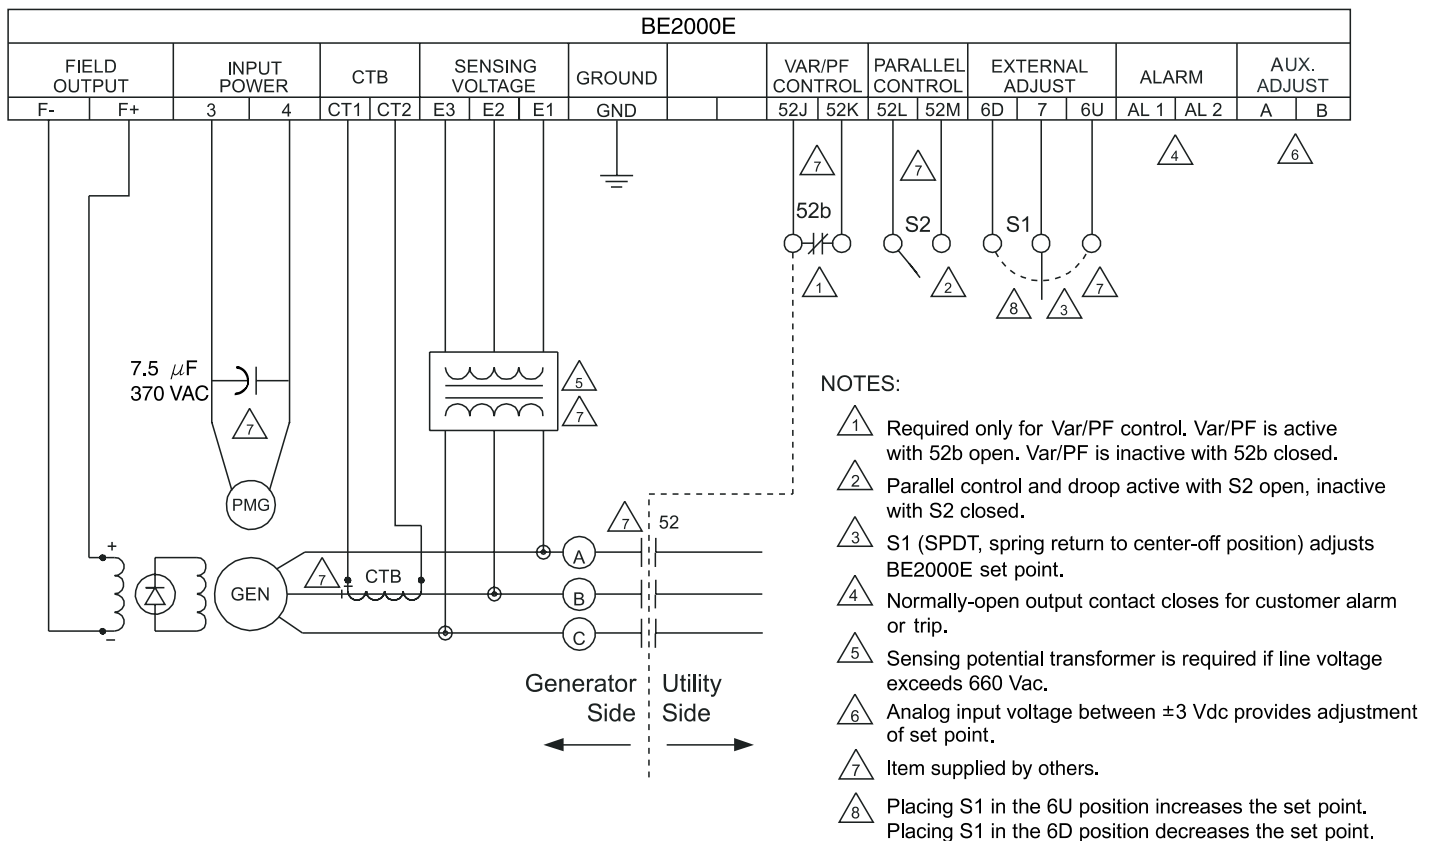 BE2000E
FIELD OUTPUT
INPUT POWER
CTB
SENSING VOLTAGE
GROUND
VAR/PF CONTROL
PARALLEL CONTROL
EXTERNAL ADJUST
ALARM
AUX. ADJUST
F- F+ 3 4 CT1 CT2 E3 E2 E1 GND 52J 52K 52L 52M 6D 7 6U AL 1 AL 2 A B
7 7 4 6
52b S2 S1
1 2 8 3 7
7.5 μF
370 VAC
7
5
7
PMG
7 52
+
GEN
7
CTB
±
A
B
C
−
Generator Side
Utility Side
NOTES:
1 Required only for Var/PF control. Var/PF is active
with 52b open. Var/PF is inactive with 52b closed.
2 Parallel control and droop active with S2 open, inactive
with S2 closed.
3 S1 (SPDT, spring return to center-off position) adjusts
BE2000E set point.
4 Normally-open output contact closes for customer alarm
or trip.
5 Sensing potential transformer is required if line voltage
exceeds 660 Vac.
6 Analog input voltage between ±3 Vdc provides adjustment
of set point.
7 Item supplied by others.
8 Placing S1 in the 6U position increases the set point.
Placing S1 in the 6D position decreases the set point.